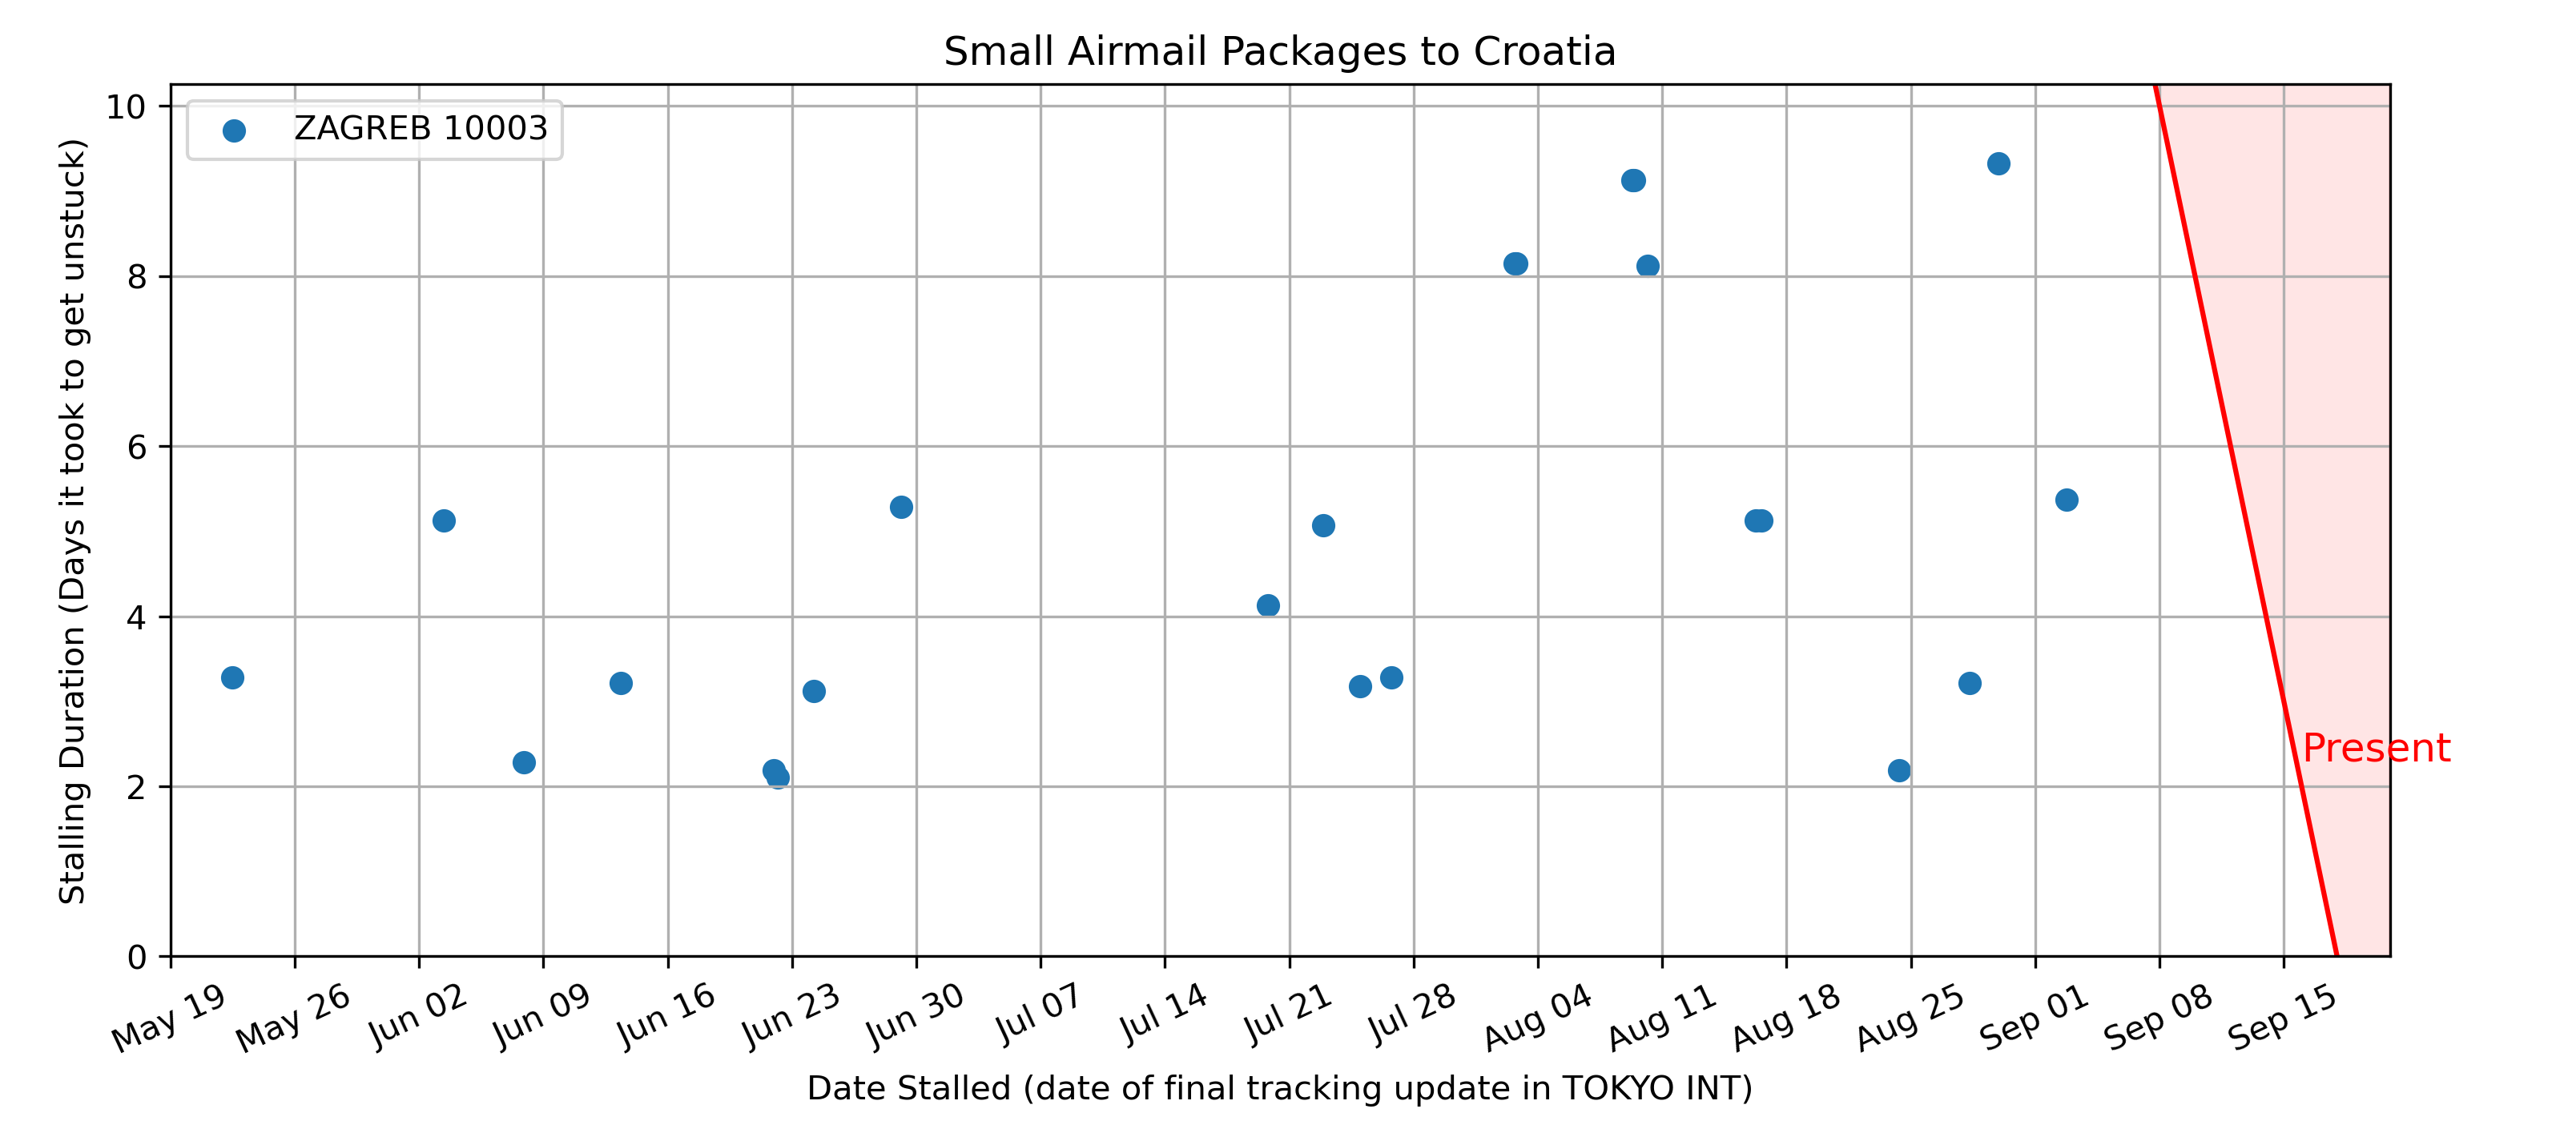 Small Airmail Packages to Croatia
ZAGREB 10003
Stalling Duration (Days it took to get unstuck)
10
8
6
4
2
0
Present
May 19
May 26
Jun 02
Jun 09
Jun 16
Jun 23
Jun 30
Jul 07
Jul 14
Jul 21
Jul 28
Aug 04
Aug 11
Aug 18
Aug 25
Sep 01
Sep 08
Sep 15
Date Stalled (date of final tracking update in TOKYO INT)